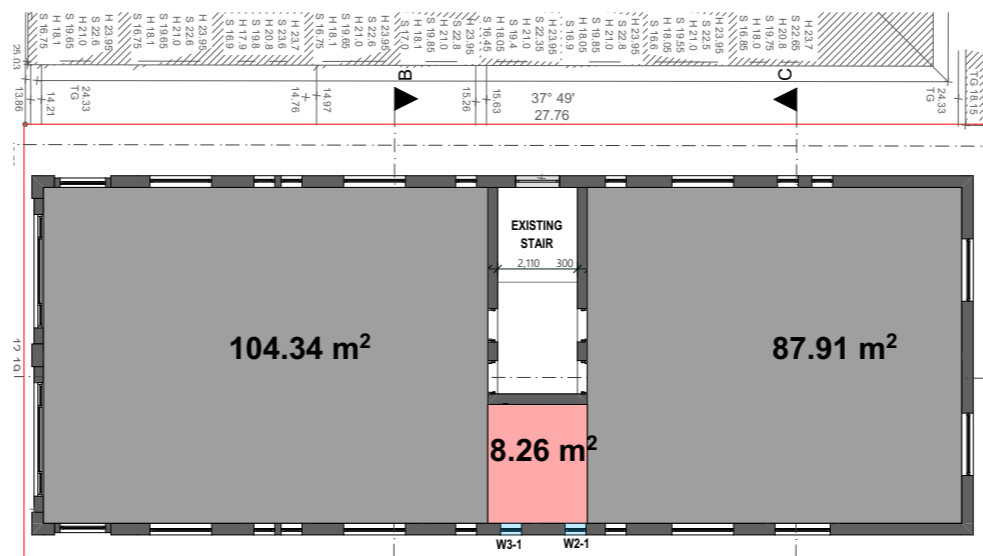 S 16.75
H 18.1
S 19.65
H 21.0
S 22.6
H 23.95
S 16.75
H 18.1
S 19.65
H 21.0
S 22.6
H 23.95
S 16.9
H 17.9
S 19.8
H 20.8
S 23.6
H 23.7
S 16.75
H 18.1
S 19.65
H 21.0
S 22.6
H 23.95
S 17.0
H 18.1
S 19.85
H 21.0
S 22.8
H 23.95
S 16.45
H 18.05
S 19.4
H 21.0
S 22.35
H 23.95
S 16.9
H 18.05
S 19.85
H 21.0
S 22.8
H 23.95
S 16.6
H 18.05
S 19.55
H 21.0
S 22.5
H 23.95
S 16.85
H 18.0
S 19.75
H 20.8
S 22.65
H 23.7
25.03
13.86
14.21
TG
24.33
14.76
14.97
B
15.26
15.63
37° 49'
27.76
C
TG
24.33
TG 18.15
EXISTING
STAIR
2,110 300
104.34 m²
87.91 m²
8.26 m²
12.19
W3-1 W2-1